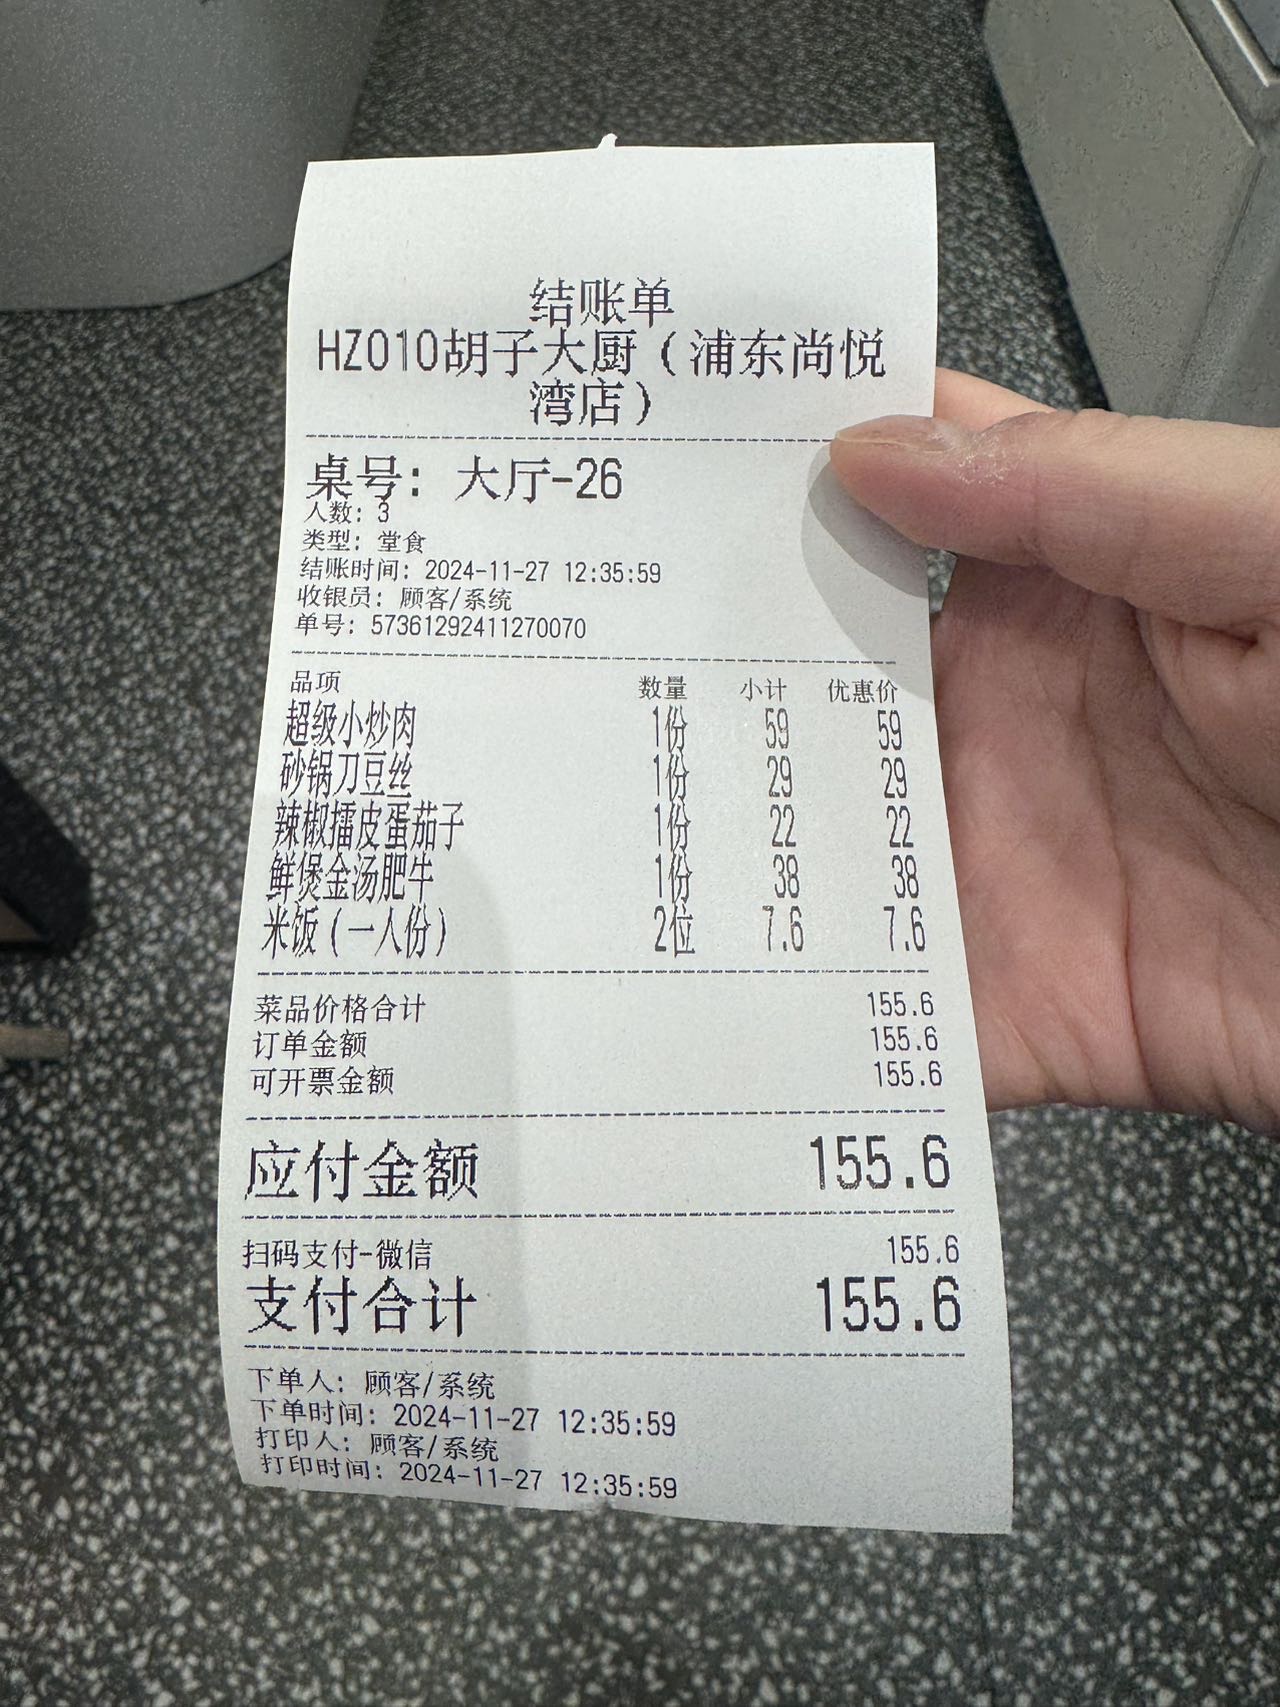 结账单
HZ010胡子大厨（浦东尚悦
湾店）
桌号：大厅-26
人数：3
类型：堂食
结账时间：2024-11-27 12:35:59
收银员：顾客/系统
单号：57361292411270070
品项 数量 小计 优惠价
超级小炒肉 1份 59 59
砂锅刀豆丝 1份 29 29
辣椒擂皮蛋茄子 1份 22 22
鲜煲金汤肥牛 1份 38 38
米饭（一人份） 2位 7.6 7.6
菜品价格合计 155.6
订单金额 155.6
可开票金额 155.6
应付金额 155.6
扫码支付-微信 155.6
支付合计 155.6
下单人：顾客/系统
下单时间：2024-11-27 12:35:59
打印人：顾客/系统
打印时间：2024-11-27 12:35:59